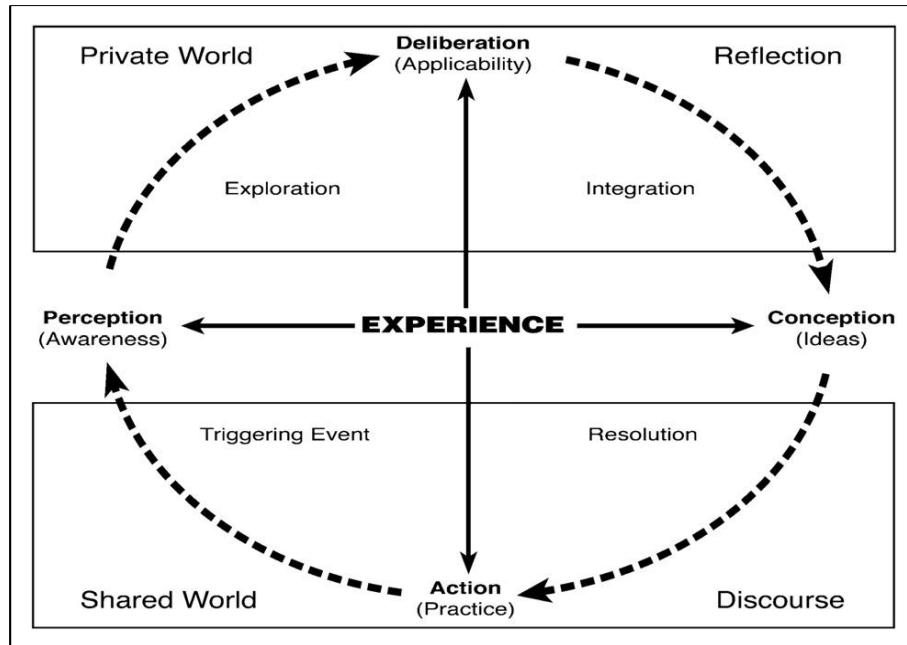 Private World
Deliberation
(Applicability)
Reflection
Exploration
Integration
Perception
(Awareness)
EXPERIENCE
Conception
(Ideas)
Triggering Event
Resolution
Shared World
Action
(Practice)
Discourse